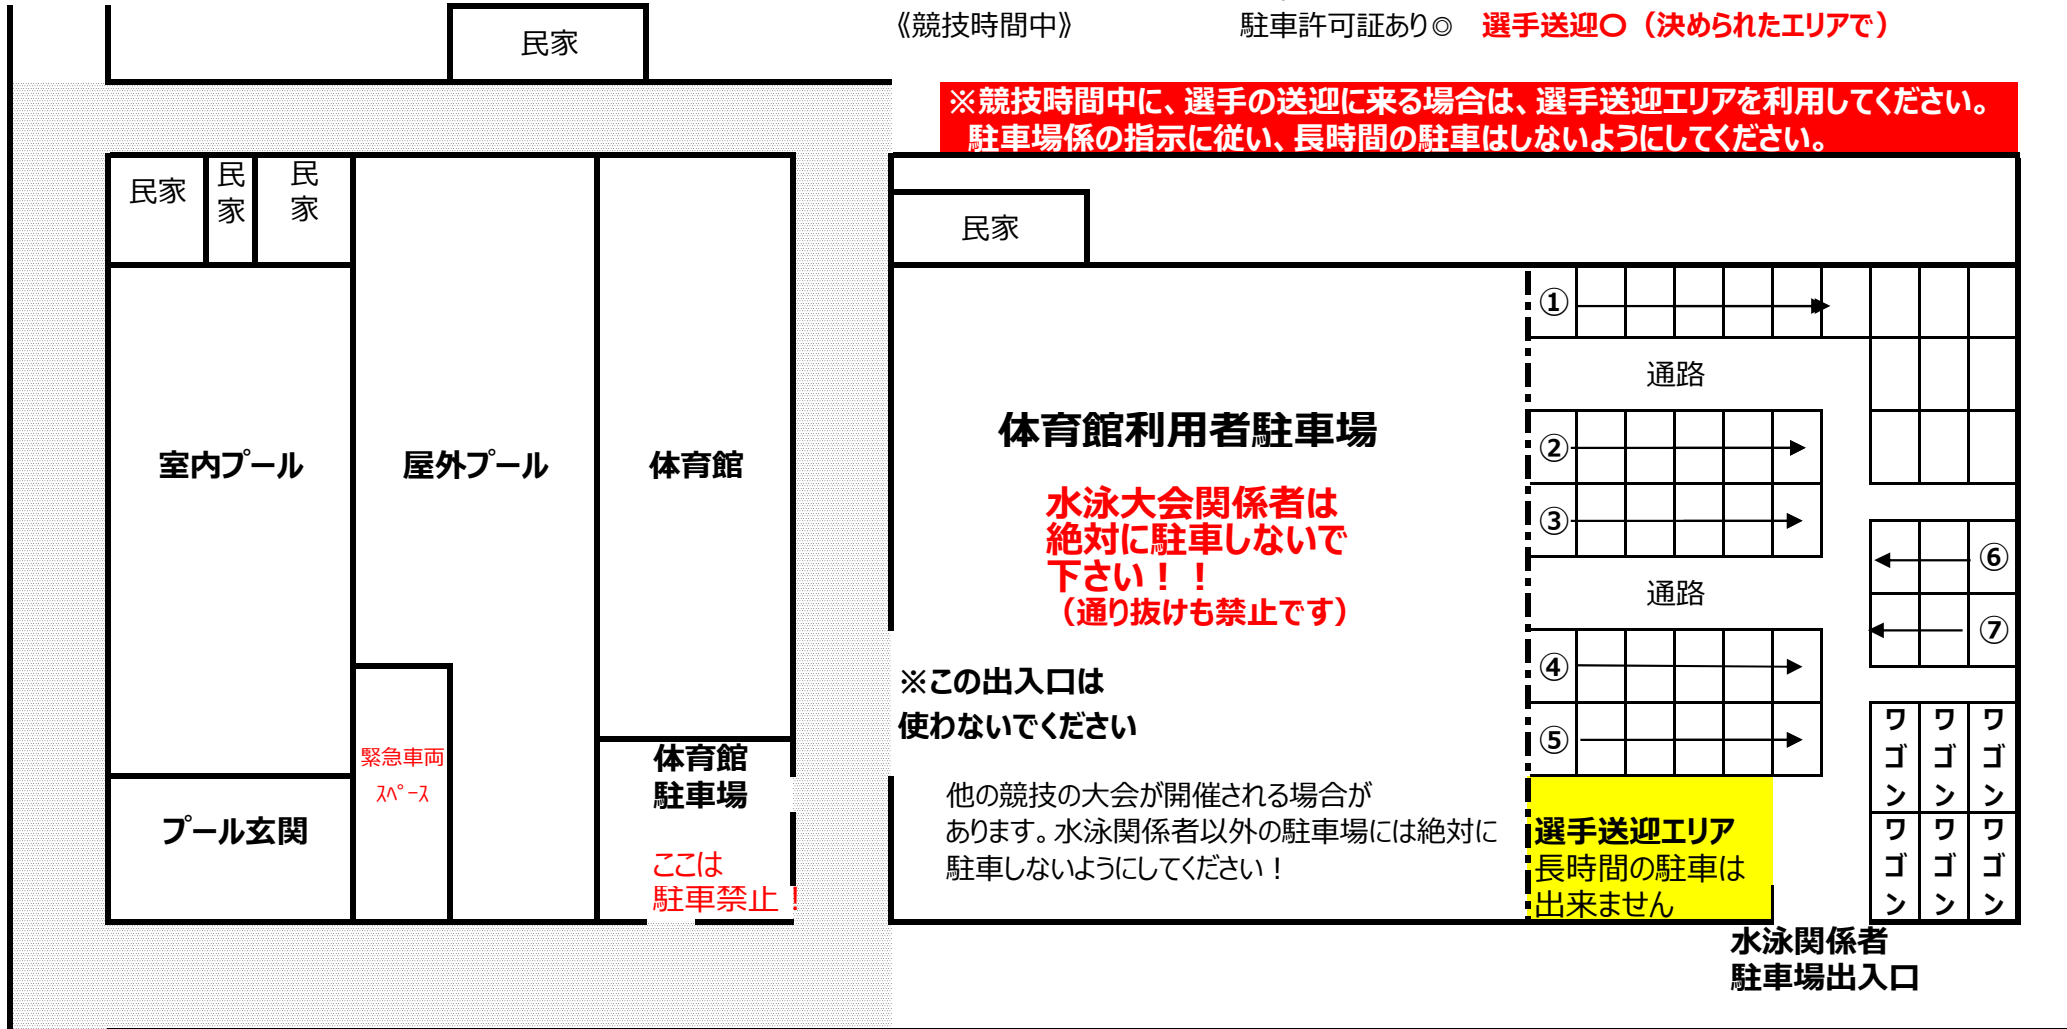 《競技時間中》 駐車許可証あり◎ 選手送迎〇（決められたエリアで）
民家
※競技時間中に、選手の送迎に来る場合は、選手送迎エリアを利用してください。
駐車場係の指示に従い、長時間の駐車はしないようにしてください。
民家
民家
民家
民家
室内プール
屋外プール
体育館
体育館利用者駐車場
水泳大会関係者は
絶対に駐車しないで
下さい！！
（通り抜けも禁止です）
※この出入口は
使わないでください
他の競技の大会が開催される場合が
あります。水泳関係者以外の駐車場には絶対に
駐車しないようにしてください！
①
通路
②
③
通路
④
⑤
⑥
⑦
緊急車両
ｽﾍﾟｰｽ
プール玄関
体育館
駐車場
ここは
駐車禁止！
選手送迎エリア
長時間の駐車は
出来ません
ワゴン
ワゴン
ワゴン
ワゴン
ワゴン
ワゴン
水泳関係者
駐車場出入口